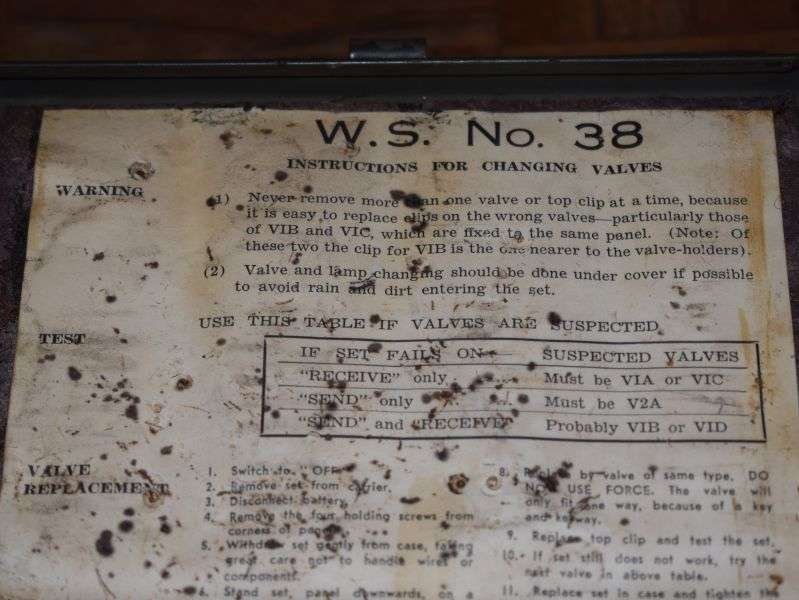 W.S. No. 38
INSTRUCTIONS FOR CHANGING VALVES
WARNING
(1) Never remove more than one valve or top clip at a time, because
it is easy to replace clips on the wrong valves—particularly those
of VIB and VIC, which are fixed to the same panel. (Note: Of
these two the clip for VIB is the one nearer to the valve-holders).
(2) Valve and lamp changing should be done under cover if possible
to avoid rain and dirt entering the set.
TEST
USE THIS TABLE IF VALVES ARE SUSPECTED
IF SET FAILS ON— SUSPECTED VALVES
"RECEIVE" only Must be VIA or VIC
"SEND" only Must be V2A
"SEND" and "RECEIVE" Probably VIB or VID
VALVE
REPLACEMENT
1. Switch to "OFF"
2. Remove set from carrier.
3. Disconnect battery.
4. Remove the four holding screws from
corners of panel.
5. Withdraw set gently from case, taking
great care not to handle wires or
components.
6. Stand set, panel downwards, on a
8. Replace by valve of same type. DO
NOT USE FORCE. The valve will
only fit one way, because of a key
and keyway.
9. Replace top clip and test the set.
10. If set still does not work, try the
next valve in above table.
11. Replace set in case and tighten the